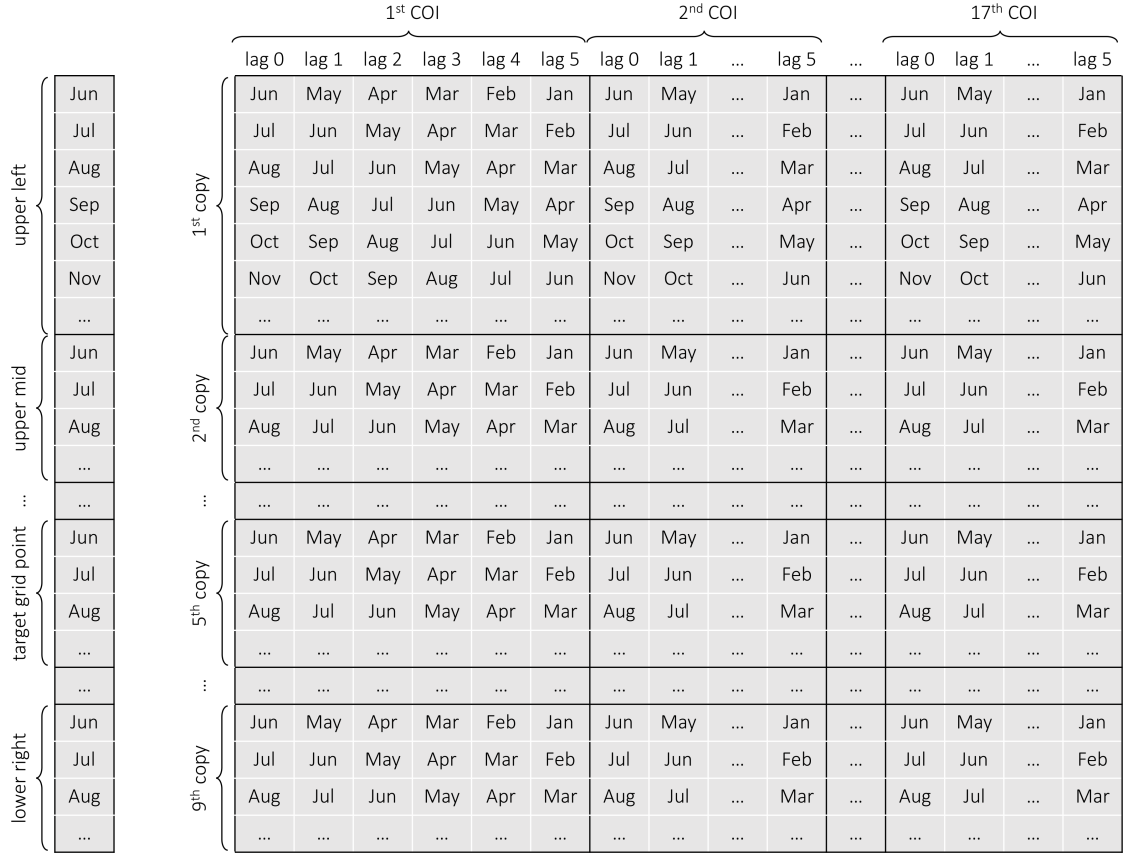 1st COI 2nd COI 17th COI
lag 0 lag 1 lag 2 lag 3 lag 4 lag 5 lag 0 lag 1 ... lag 5 ... lag 0 lag 1 ... lag 5
upper left
1st copy
Jun Jun May Apr Mar Feb Jan Jun May ... Jan ... Jun May ... Jan
Jul Jul Jun May Apr Mar Feb Jul Jun ... Feb ... Jul Jun ... Feb
Aug Aug Jul Jun May Apr Mar Aug Jul ... Mar ... Aug Jul ... Mar
Sep Sep Aug Jul Jun May Apr Sep Aug ... Apr ... Sep Aug ... Apr
Oct Oct Sep Aug Jul Jun May Oct Sep ... May ... Oct Sep ... May
Nov Nov Oct Sep Aug Jul Jun Nov Oct ... Jun ... Nov Oct ... Jun
... ... ... ... ... ... ... ... ... ... ... ... ... ... ... ...
upper mid
2nd copy
Jun Jun May Apr Mar Feb Jan Jun May ... Jan ... Jun May ... Jan
Jul Jul Jun May Apr Mar Feb Jul Jun ... Feb ... Jul Jun ... Feb
Aug Aug Jul Jun May Apr Mar Aug Jul ... Mar ... Aug Jul ... Mar
... ... ... ... ... ... ... ... ... ... ... ... ... ... ... ...
... ... ... ... ... ... ... ... ... ... ... ... ... ... ... ... ... ...
target grid point
5th copy
Jun Jun May Apr Mar Feb Jan Jun May ... Jan ... Jun May ... Jan
Jul Jul Jun May Apr Mar Feb Jul Jun ... Feb ... Jul Jun ... Feb
Aug Aug Jul Jun May Apr Mar Aug Jul ... Mar ... Aug Jul ... Mar
... ... ... ... ... ... ... ... ... ... ... ... ... ... ... ...
... ... ... ... ... ... ... ... ... ... ... ... ... ... ... ... ...
lower right
9th copy
Jun Jun May Apr Mar Feb Jan Jun May ... Jan ... Jun May ... Jan
Jul Jul Jun May Apr Mar Feb Jul Jun ... Feb ... Jul Jun ... Feb
Aug Aug Jul Jun May Apr Mar Aug Jul ... Mar ... Aug Jul ... Mar
... ... ... ... ... ... ... ... ... ... ... ... ... ... ... ...